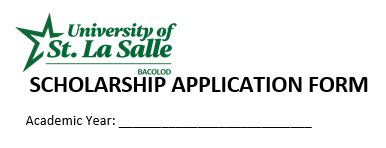 University of
St. La Salle
BACOLOD
SCHOLARSHIP APPLICATION FORM
Academic Year: ___________________________